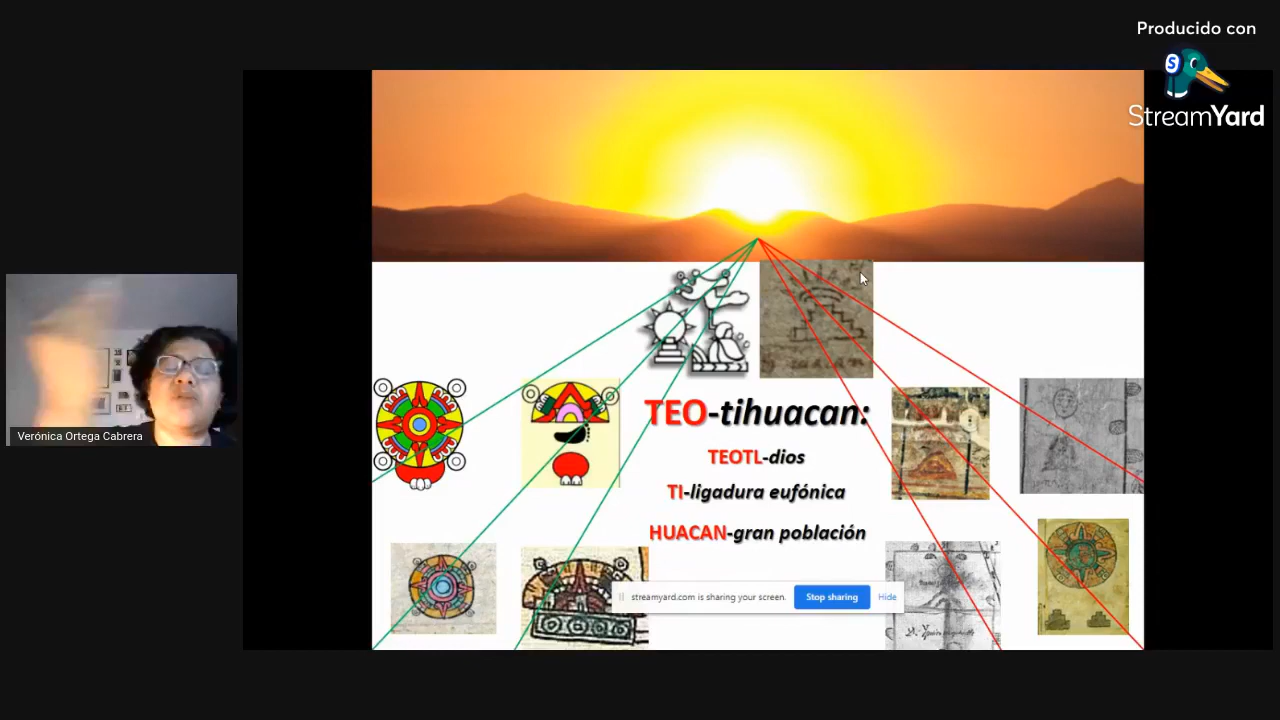 Producido con
StreamYard
Verónica Ortega Cabrera
TEO-tihuacan:
TEOTL-dios
TI-ligadura eufónica
HUACAN-gran población
streamyard.com is sharing your screen.
Stop sharing
Hide